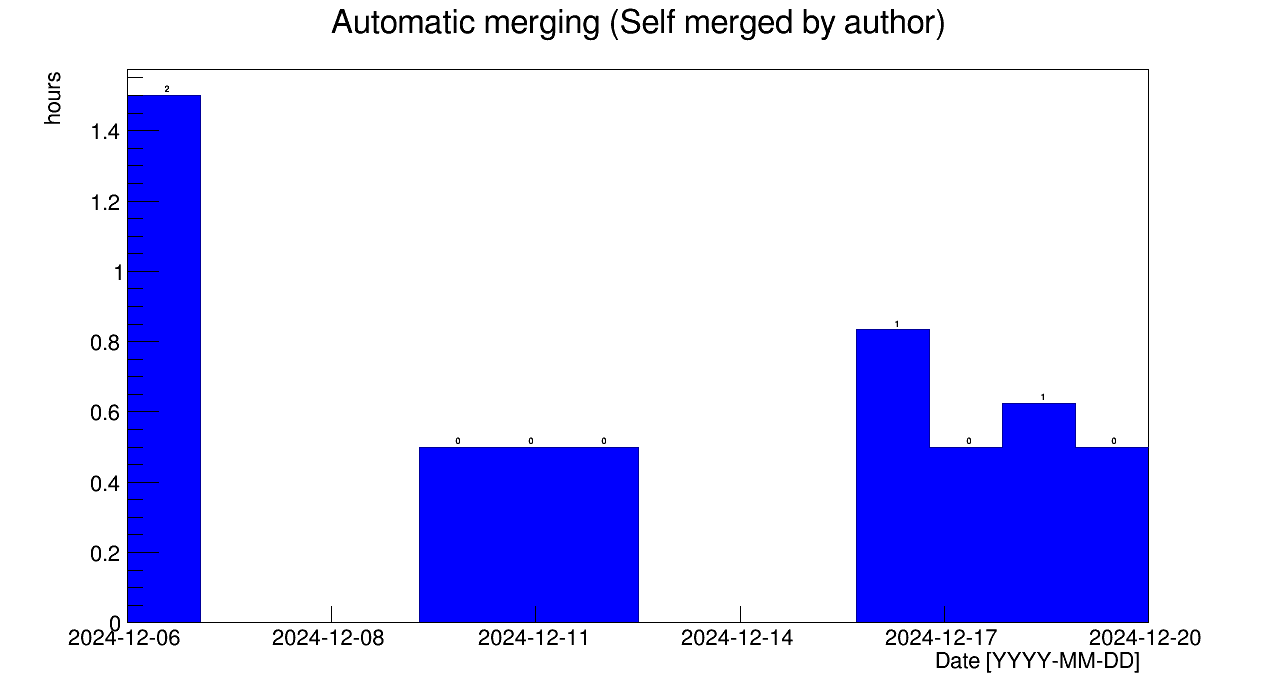 Automatic merging (Self merged by author)
hours
2
1.4
1.2
1
0.8
1
0.6
1
0 0 0 0 0
0.4
0.2
0
2024-12-06 2024-12-08 2024-12-11 2024-12-14 2024-12-17 2024-12-20
Date [YYYY-MM-DD]